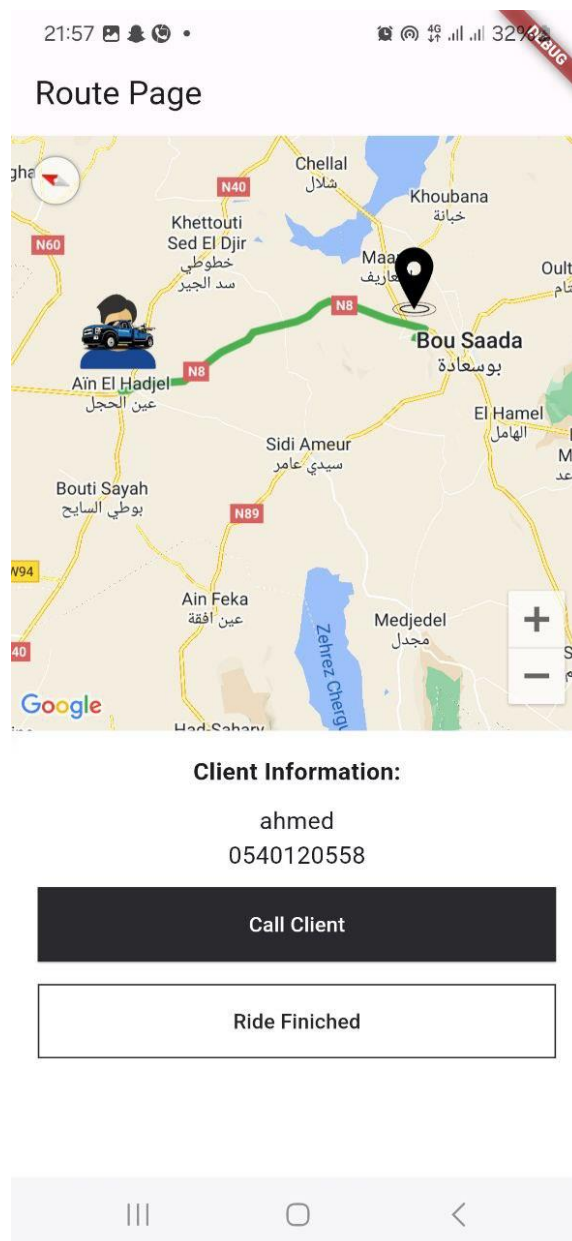 21:57
4G
32%
DEBUG
Route Page
Chellal
شلال
N40
Khoubana
خبانة
Khettouti
Sed El Djir
خطوطي
سد الجير
N60
N8
Bou Saada
بوسعادة
N8
Aïn El Hadjel
عين الحجل
El Hamel
الهامل
Sidi Ameur
سيدي عامر
Bouti Sayah
بوطي السايح
N89
Ain Feka
عين افقة
Medjedel
مجدل
40
+
−
Google
Client Information:
ahmed
0540120558
Call Client
Ride Finiched